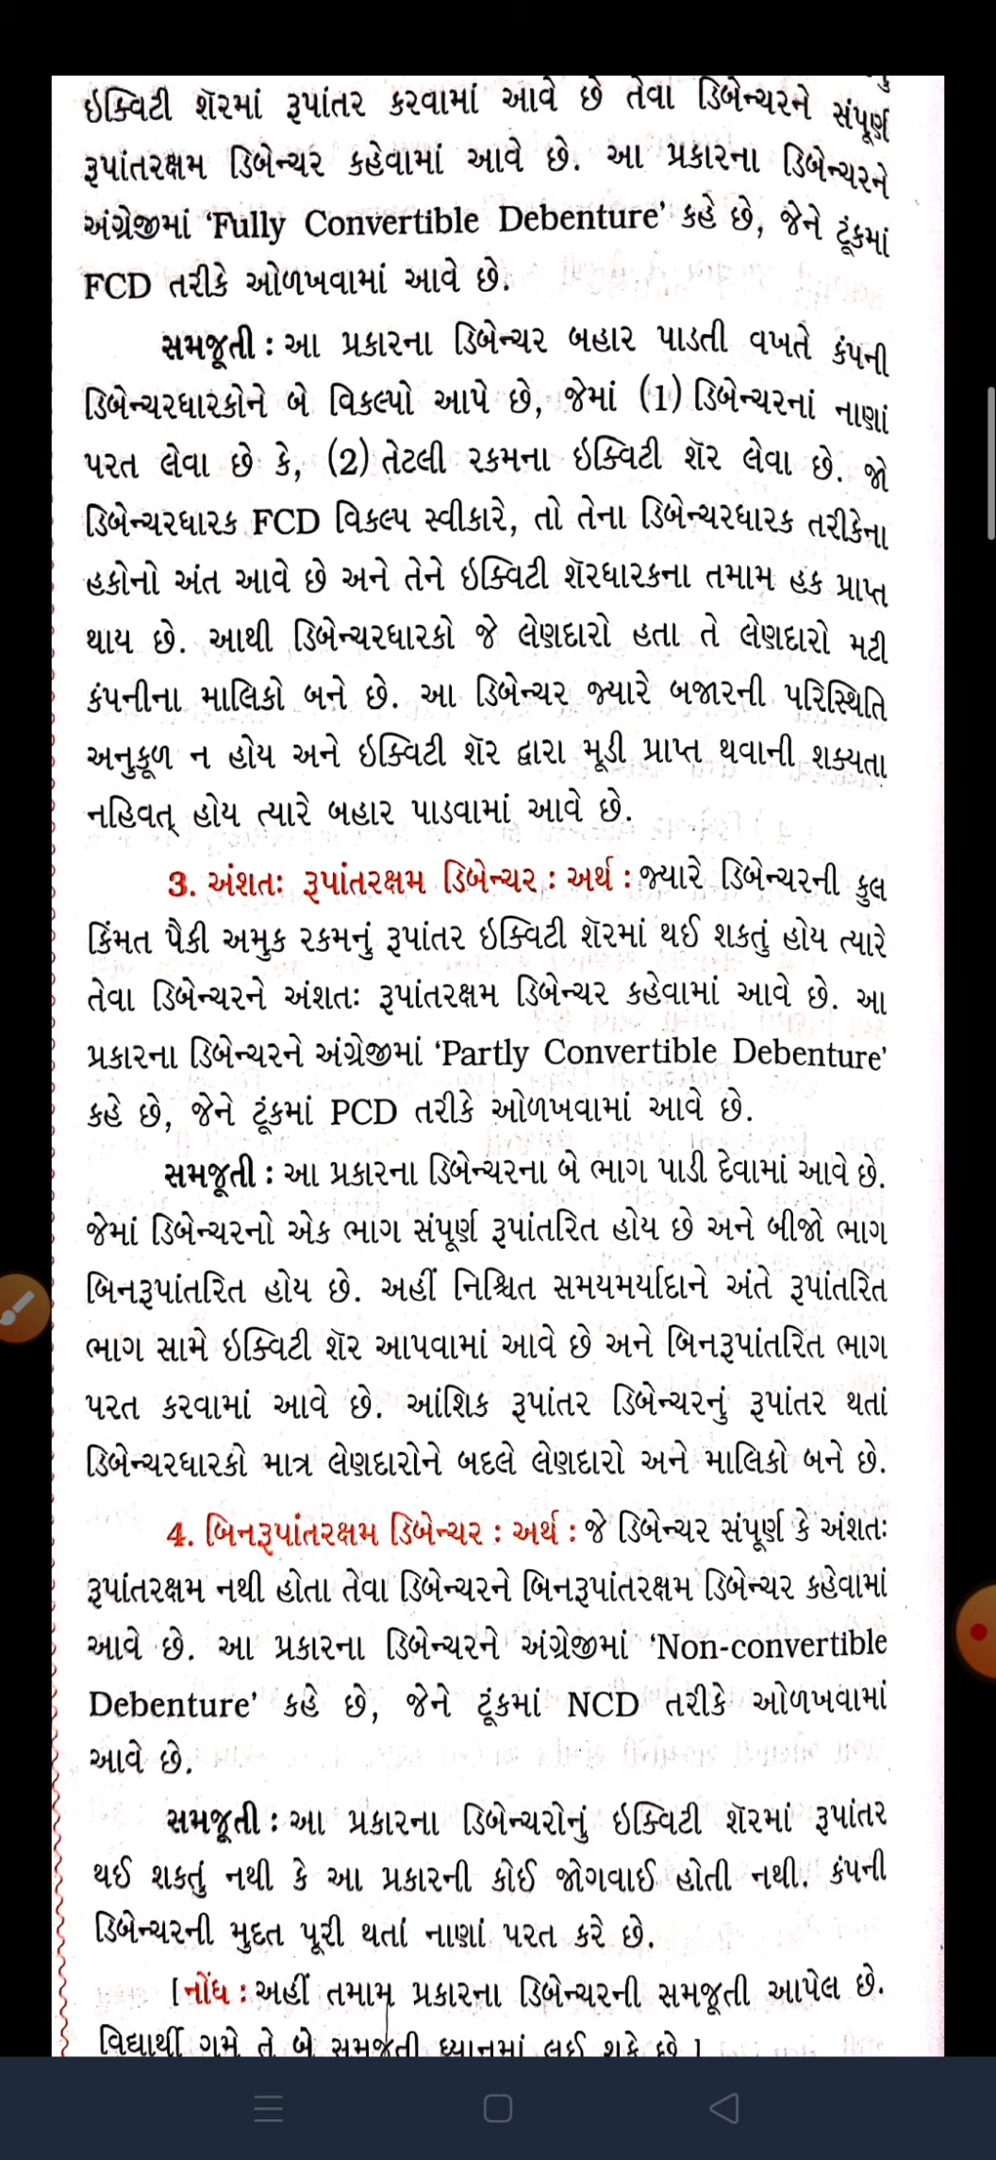 ઇક્વિટી શૅરમાં રૂપાંતર કરવામાં આવે છે તેવા ડિબેન્ચરને સંપૂર્ણ
રૂપાંતરક્ષમ ડિબેન્ચર કહેવામાં આવે છે. આ પ્રકારના ડિબેન્ચરને
અંગ્રેજીમાં ‘Fully Convertible Debenture’ કહે છે, જેને ટૂંકમાં
FCD તરીકે ઓળખવામાં આવે છે.
સમજૂતી : આ પ્રકારના ડિબેન્ચર બહાર પાડતી વખતે કંપની
ડિબેન્ચરધારકોને બે વિકલ્પો આપે છે, જેમાં (1) ડિબેન્ચરનાં નાણાં
પરત લેવા છે કે, (2) તેટલી રકમના ઇક્વિટી શૅર લેવા છે. જો
ડિબેન્ચરધારક FCD વિકલ્પ સ્વીકારે, તો તેના ડિબેન્ચરધારક તરીકેના
હકોનો અંત આવે છે અને તેને ઇક્વિટી શૅરધારકના તમામ હક પ્રાપ્ત
થાય છે. આથી ડિબેન્ચરધારકો જે લેણદારો હતા તે લેણદારો મટી
કંપનીના માલિકો બને છે. આ ડિબેન્ચર જ્યારે બજારની પરિસ્થિતિ
અનુકૂળ ન હોય અને ઇક્વિટી શૅર દ્વારા મૂડી પ્રાપ્ત થવાની શક્યતા
નહિવત્ હોય ત્યારે બહાર પાડવામાં આવે છે.
3. અંશતઃ રૂપાંતરક્ષમ ડિબેન્ચર : અર્થ : જ્યારે ડિબેન્ચરની કુલ
કિંમત પૈકી અમુક રકમનું રૂપાંતર ઇક્વિટી શૅરમાં થઈ શકતું હોય ત્યારે
તેવા ડિબેન્ચરને અંશતઃ રૂપાંતરક્ષમ ડિબેન્ચર કહેવામાં આવે છે. આ
પ્રકારના ડિબેન્ચરને અંગ્રેજીમાં ‘Partly Convertible Debenture’
કહે છે, જેને ટૂંકમાં PCD તરીકે ઓળખવામાં આવે છે.
સમજૂતી : આ પ્રકારના ડિબેન્ચરના બે ભાગ પાડી દેવામાં આવે છે.
જેમાં ડિબેન્ચરનો એક ભાગ સંપૂર્ણ રૂપાંતરિત હોય છે અને બીજો ભાગ
બિનરૂપાંતરિત હોય છે. અહીં નિશ્ચિત સમયમર્યાદાને અંતે રૂપાંતરિત
ભાગ સામે ઇક્વિટી શૅર આપવામાં આવે છે અને બિનરૂપાંતરિત ભાગ
પરત કરવામાં આવે છે. આંશિક રૂપાંતર ડિબેન્ચરનું રૂપાંતર થતાં
ડિબેન્ચરધારકો માત્ર લેણદારોને બદલે લેણદારો અને માલિકો બને છે.
4. બિનરૂપાંતરક્ષમ ડિબેન્ચર : અર્થ : જે ડિબેન્ચર સંપૂર્ણ કે અંશતઃ
રૂપાંતરક્ષમ નથી હોતા તેવા ડિબેન્ચરને બિનરૂપાંતરક્ષમ ડિબેન્ચર કહેવામાં
આવે છે. આ પ્રકારના ડિબેન્ચરને અંગ્રેજીમાં ‘Non-convertible
Debenture’ કહે છે, જેને ટૂંકમાં NCD તરીકે ઓળખવામાં
આવે છે.
સમજૂતી : આ પ્રકારના ડિબેન્ચરોનું ઇક્વિટી શૅરમાં રૂપાંતર
થઈ શકતું નથી કે આ પ્રકારની કોઈ જોગવાઈ હોતી નથી. કંપની
ડિબેન્ચરની મુદત પૂરી થતાં નાણાં પરત કરે છે.
[નોંધ : અહીં તમામ પ્રકારના ડિબેન્ચરની સમજૂતી આપેલ છે.
વિદ્યાર્થી ગમે તે બે સમજૂતી ધ્યાનમાં લઈ શકે છે.]